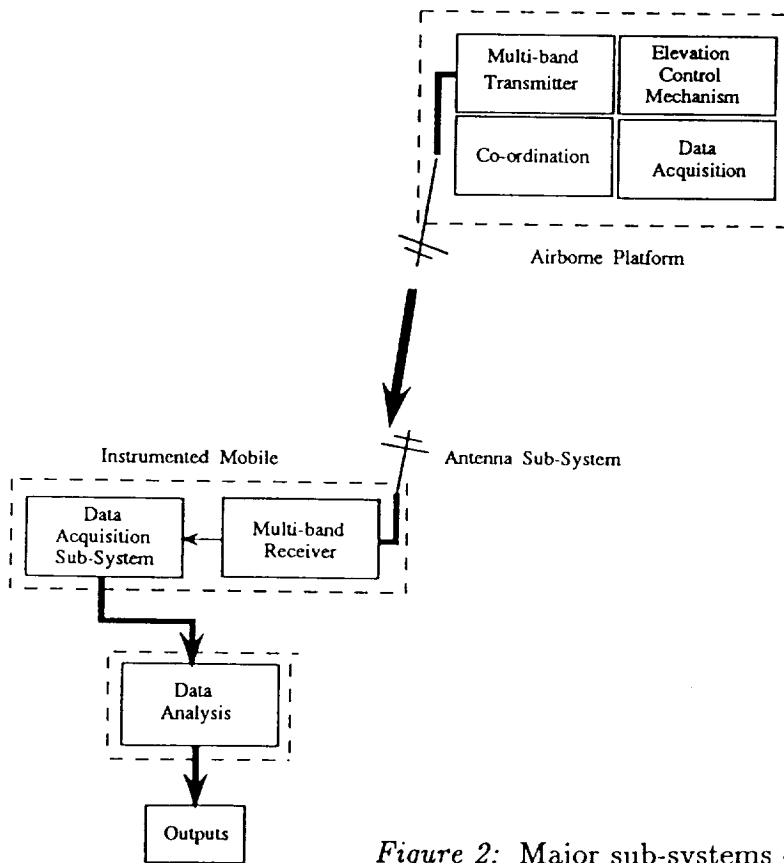 Multi-band
Transmitter
Elevation
Control
Mechanism
Co-ordination
Data
Acquisition
Airborne Platform
Instrumented Mobile
Antenna Sub-System
Data
Acquisition
Sub-System
Multi-band
Receiver
Data
Analysis
Outputs
Figure 2: Major sub-systems